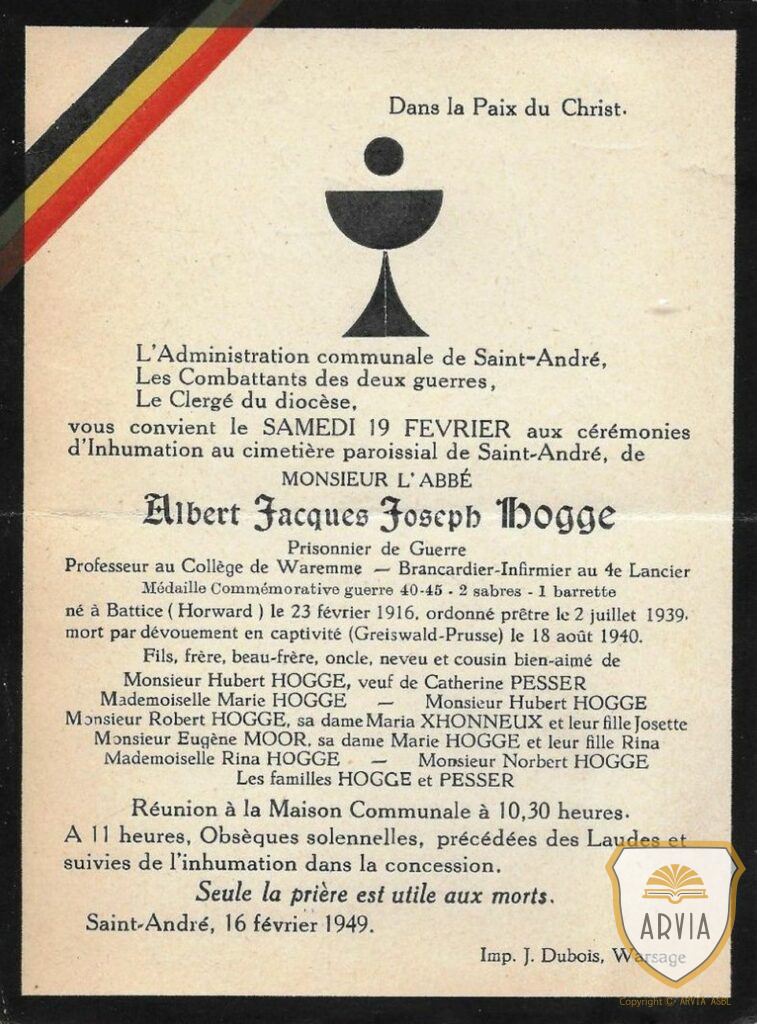 Dans la Paix du Christ.
L'Administration communale de Saint-André,
Les Combattants des deux guerres,
Le Clergé du diocèse,
vous convient le SAMEDI 19 FEVRIER aux cérémonies
d'Inhumation au cimetière paroissial de Saint-André, de
MONSIEUR L'ABBÉ
Albert Jacques Joseph Hogge
Prisonnier de Guerre
Professeur au Collège de Waremme — Brancardier-Infirmier au 4e Lancier
Médaille Commémorative guerre 40-45 - 2 sabres - 1 barrette
né à Battice ( Horward ) le 23 février 1916, ordonné prêtre le 2 juillet 1939.
mort par dévouement en captivité (Greiswald-Prusse) le 18 août 1940.
Fils, frère, beau-frère, oncle, neveu et cousin bien-aimé de
Monsieur Hubert HOGGE, veuf de Catherine PESSER
Mademoiselle Marie HOGGE — Monsieur Hubert HOGGE
Monsieur Robert HOGGE, sa dame Maria XHONNEUX et leur fille Josette
Monsieur Eugène MOOR, sa dame Marie HOGGE et leur fille Rina
Mademoiselle Rina HOGGE — Monsieur Norbert HOGGE
Les familles HOGGE et PESSER
Réunion à la Maison Communale à 10,30 heures.
A 11 heures, Obsèques solennelles, précédées des Laudes et
suivies de l'inhumation dans la concession.
Seule la prière est utile aux morts.
Saint-André, 16 février 1949.
Imp. J. Dubois, Warsage
ARVIA
Copyright © ARVIA ASBL